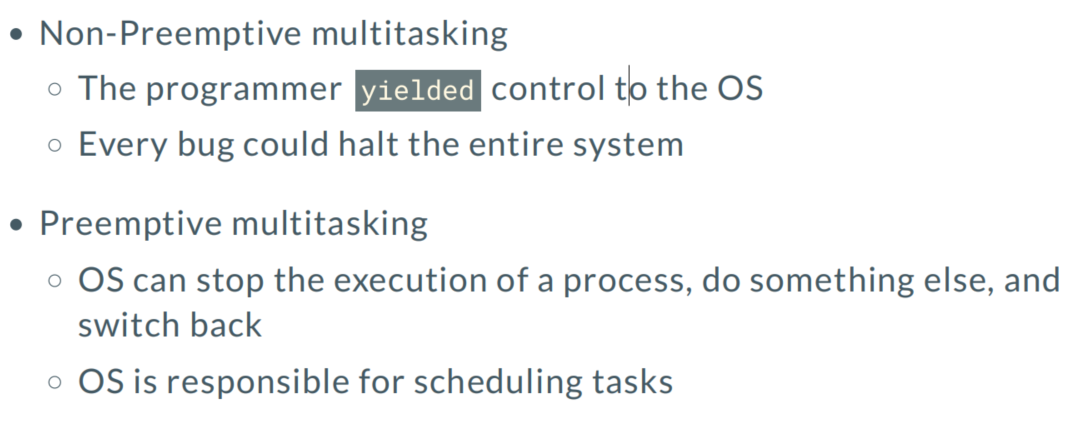 • Non-Preemptive multitasking
○ The programmer yielded control to the OS
○ Every bug could halt the entire system
• Preemptive multitasking
○ OS can stop the execution of a process, do something else, and
switch back
○ OS is responsible for scheduling tasks